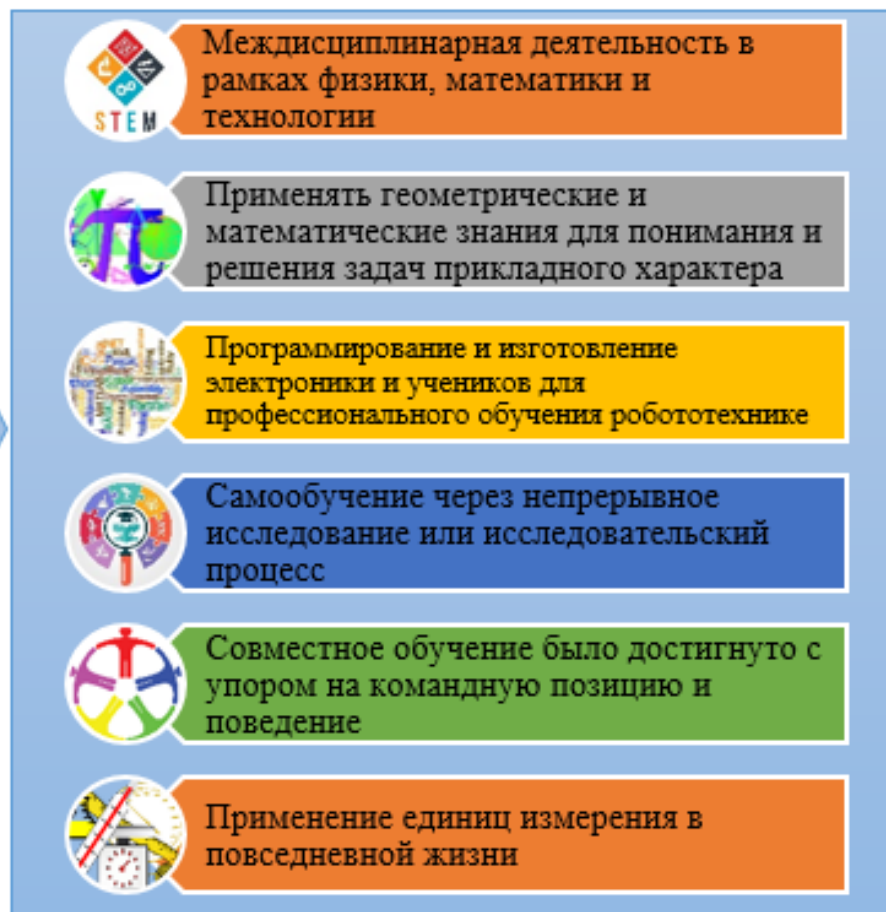 Междисциплинарная деятельность в
рамках физики, математики и
технологии
STEM
Применять геометрические и
математические знания для понимания и
решения задач прикладного характера
Программирование и изготовление
электроники и учеников для
профессионального обучения робототехнике
Самообучение через непрерывное
исследование или исследовательский
процесс
Совместное обучение было достигнуто с
упором на командную позицию и
поведение
Применение единиц измерения в
повседневной жизни